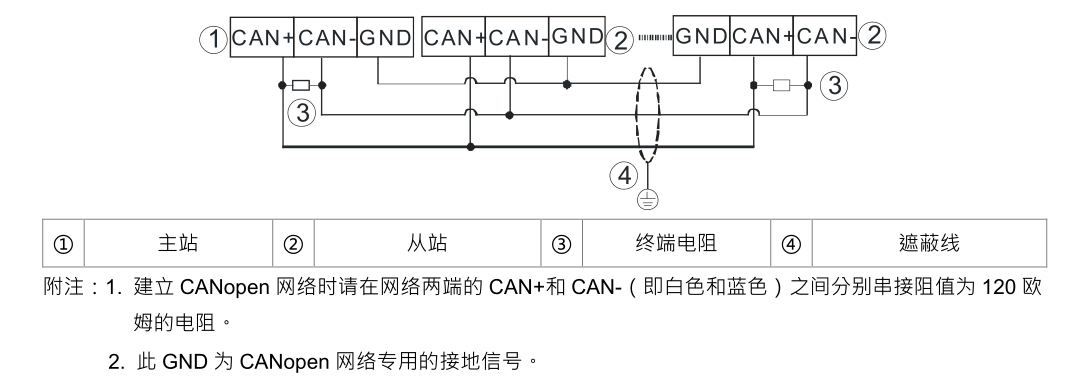 ① CAN+ CAN- GND CAN+ CAN- GND ② GND CAN+ CAN- ②
③ ③
④
① 主站 ② 从站 ③ 终端电阻 ④ 遮蔽线
附注：1. 建立 CANopen 网络时请在网络两端的 CAN+和 CAN-（即白色和蓝色）之间分别串接阻值为 120 欧
姆的电阻。
2. 此 GND 为 CANopen 网络专用的接地信号。